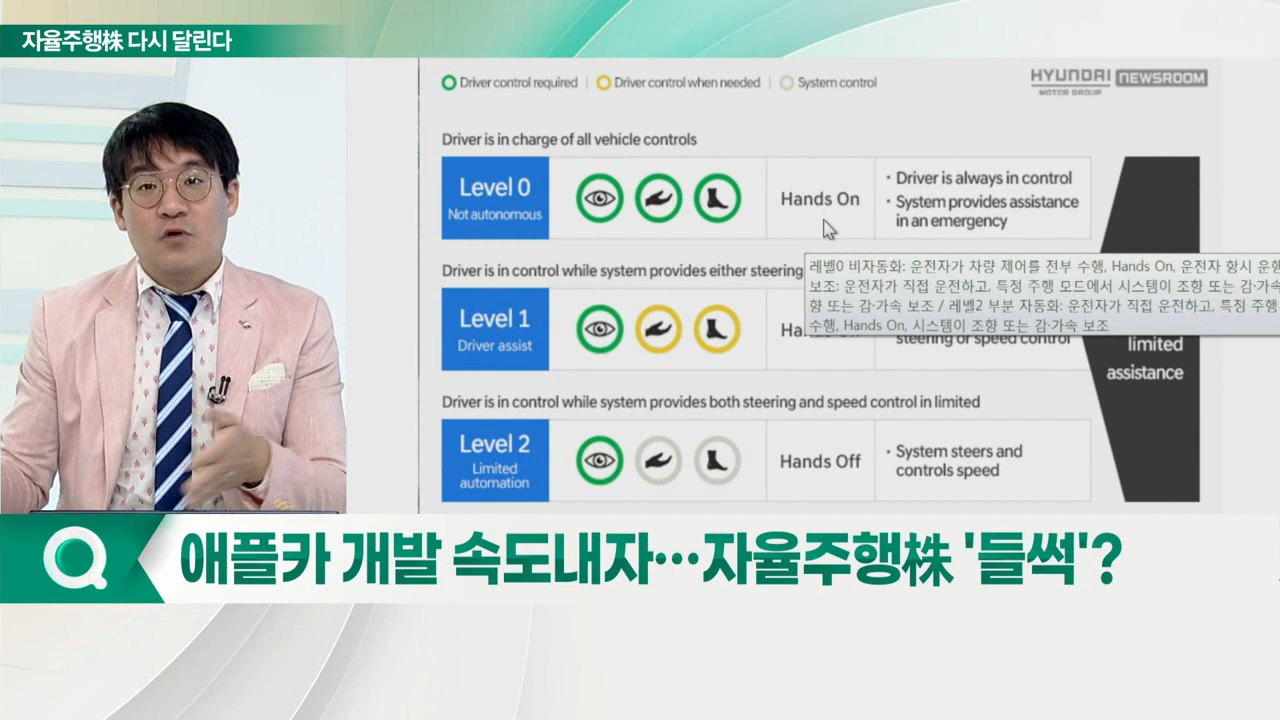 자율주행株 다시 달린다
Driver control required | Driver control when needed | System control
HYUNDAI
MOTOR GROUP
NEWSROOM
Driver is in charge of all vehicle controls
Level 0
Not autonomous
Hands On
· Driver is always in control
· System provides assistance
in an emergency
Driver is in control while system provides either steering
레벨0 비자동화: 운전자가 차량 제어를 전부 수행, Hands On, 운전자 항시 운행
보조: 운전자가 직접 운전하고, 특정 주행 모드에서 시스템이 조향 또는 감·가속
향 또는 감·가속 보조 / 레벨2 부분 자동화: 운전자가 직접 운전하고, 특정 주행
수행, Hands On, 시스템이 조향 또는 감·가속 보조
Level 1
Driver assist
steering or speed control
limited
assistance
Driver is in control while system provides both steering and speed control in limited
Level 2
Limited
automation
Hands Off
· System steers and
controls speed
애플카 개발 속도내자…자율주행株 '들썩'?